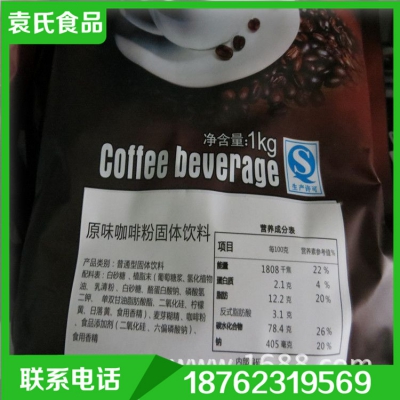 袁氏食品
净含量:1kg
Coffee beverage
生产许可
原味咖啡粉固体饮料
产品类别: 普通型固体饮料
配料表: 白砂糖、植脂末(葡萄糖浆、氢化植物
油、乳清粉、白砂糖、酪蛋白酸钠、磷酸氢
二钾、单双甘油脂肪酸酯、二氧化硅、柠檬
黄、日落黄、食用香精)、麦芽糊精、咖啡粉、
食品添加剂(二氧化硅、六偏磷酸钠)、
食用香精
营养成分表
项目 每100克 营养素参考值%
能量 1808千焦 22%
蛋白质 2.1克 4%
脂肪 12.2克 20%
反式脂肪酸 3.1克
碳水化合物 78.4克 26%
钠 405毫克 20%
1688.com
联系电话 18762319569